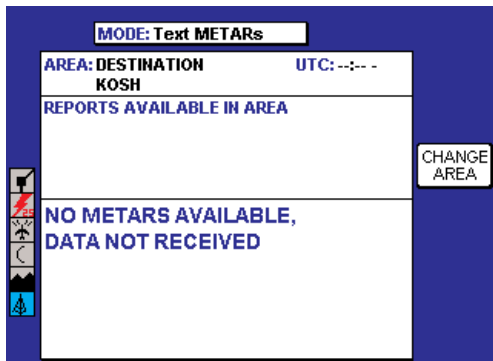 MODE: Text METARs
AREA: DESTINATION UTC: --:-- -
KOSH
REPORTS AVAILABLE IN AREA
CHANGE
AREA
25
NO METARS AVAILABLE,
DATA NOT RECEIVED